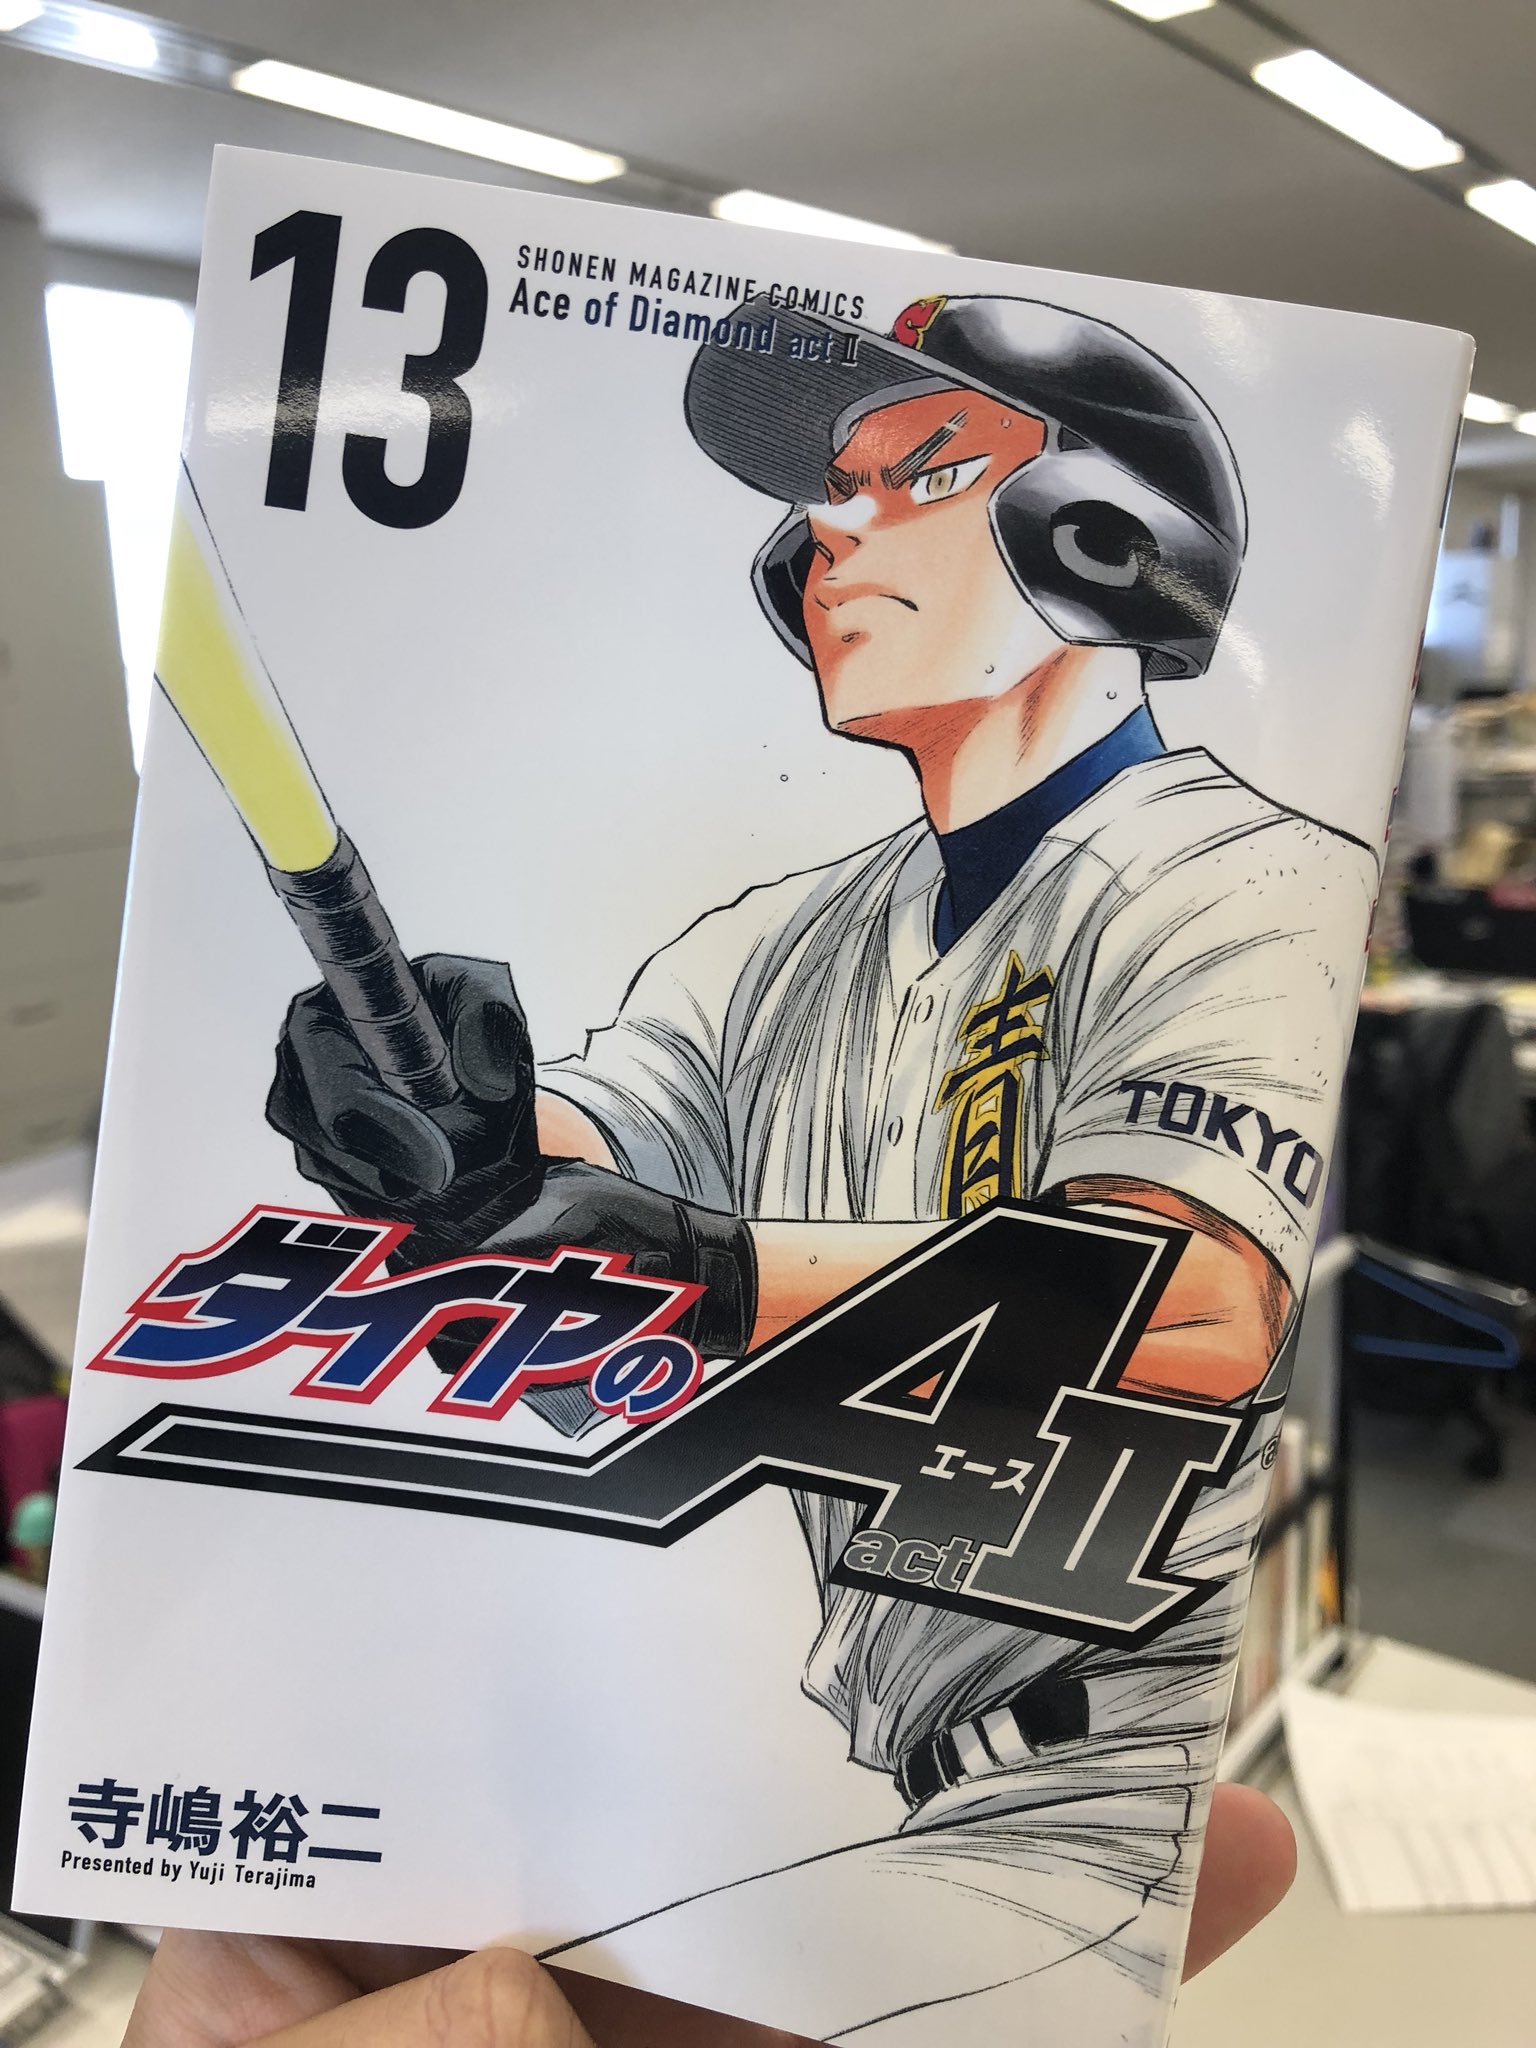 13
SHONEN MAGAZINE COMICS
Ace of Diamond act II
青
TOKYO
ダイヤのA
エース
act II
寺嶋裕二
Presented by Yuji Terajima